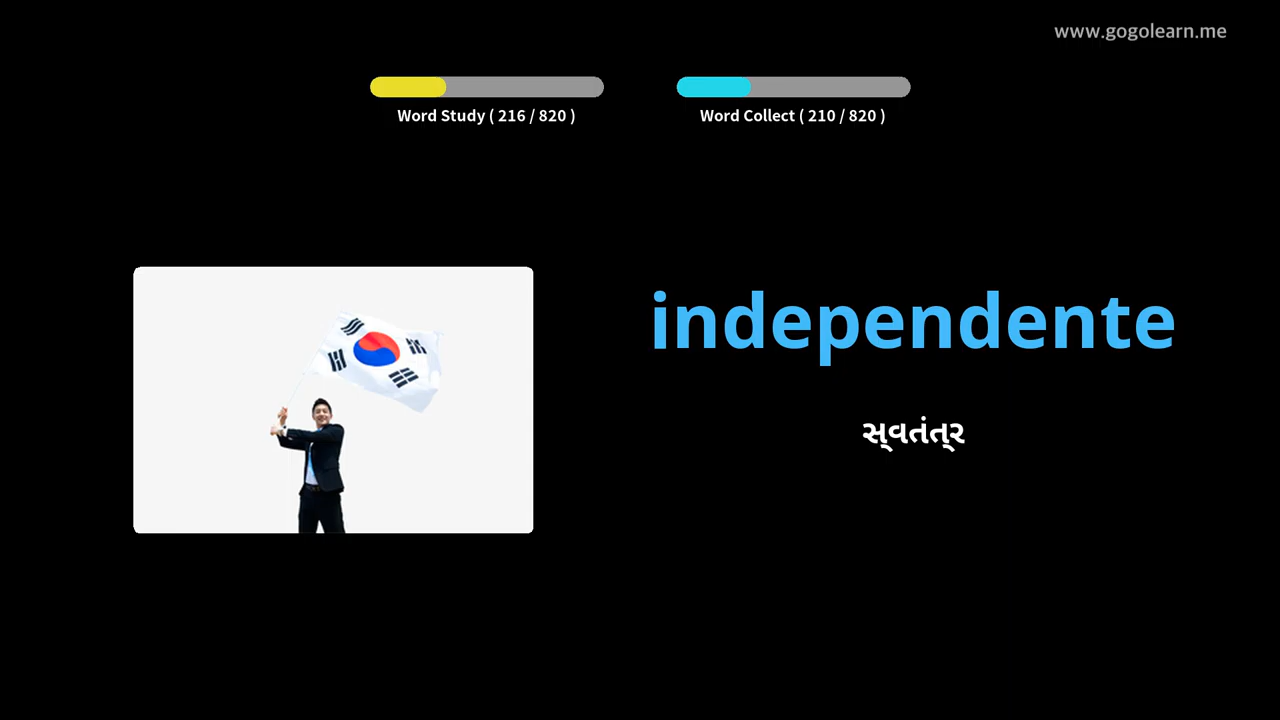 www.gogolearn.me
Word Study ( 216 / 820 )
Word Collect ( 210 / 820 )
independente
સ્વતંત્ર